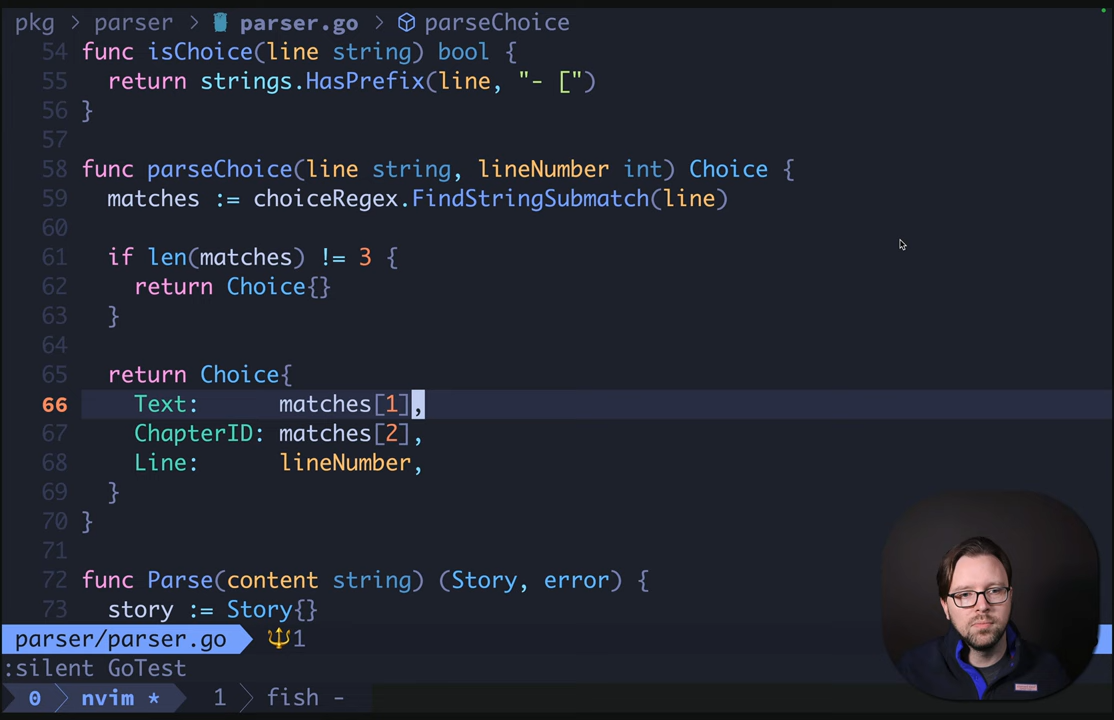 pkg > parser > parser.go > parseChoice
54 func isChoice(line string) bool {
55   return strings.HasPrefix(line, "- [")
56 }
57
58 func parseChoice(line string, lineNumber int) Choice {
59   matches := choiceRegex.FindStringSubmatch(line)
60
61   if len(matches) != 3 {
62     return Choice{}
63   }
64
65   return Choice{
66     Text:      matches[1],
67     ChapterID: matches[2],
68     Line:      lineNumber,
69   }
70 }
71
72 func Parse(content string) (Story, error) {
73   story := Story{}
parser/parser.go 🔱1
:silent GoTest
0 nvim * 1 fish -